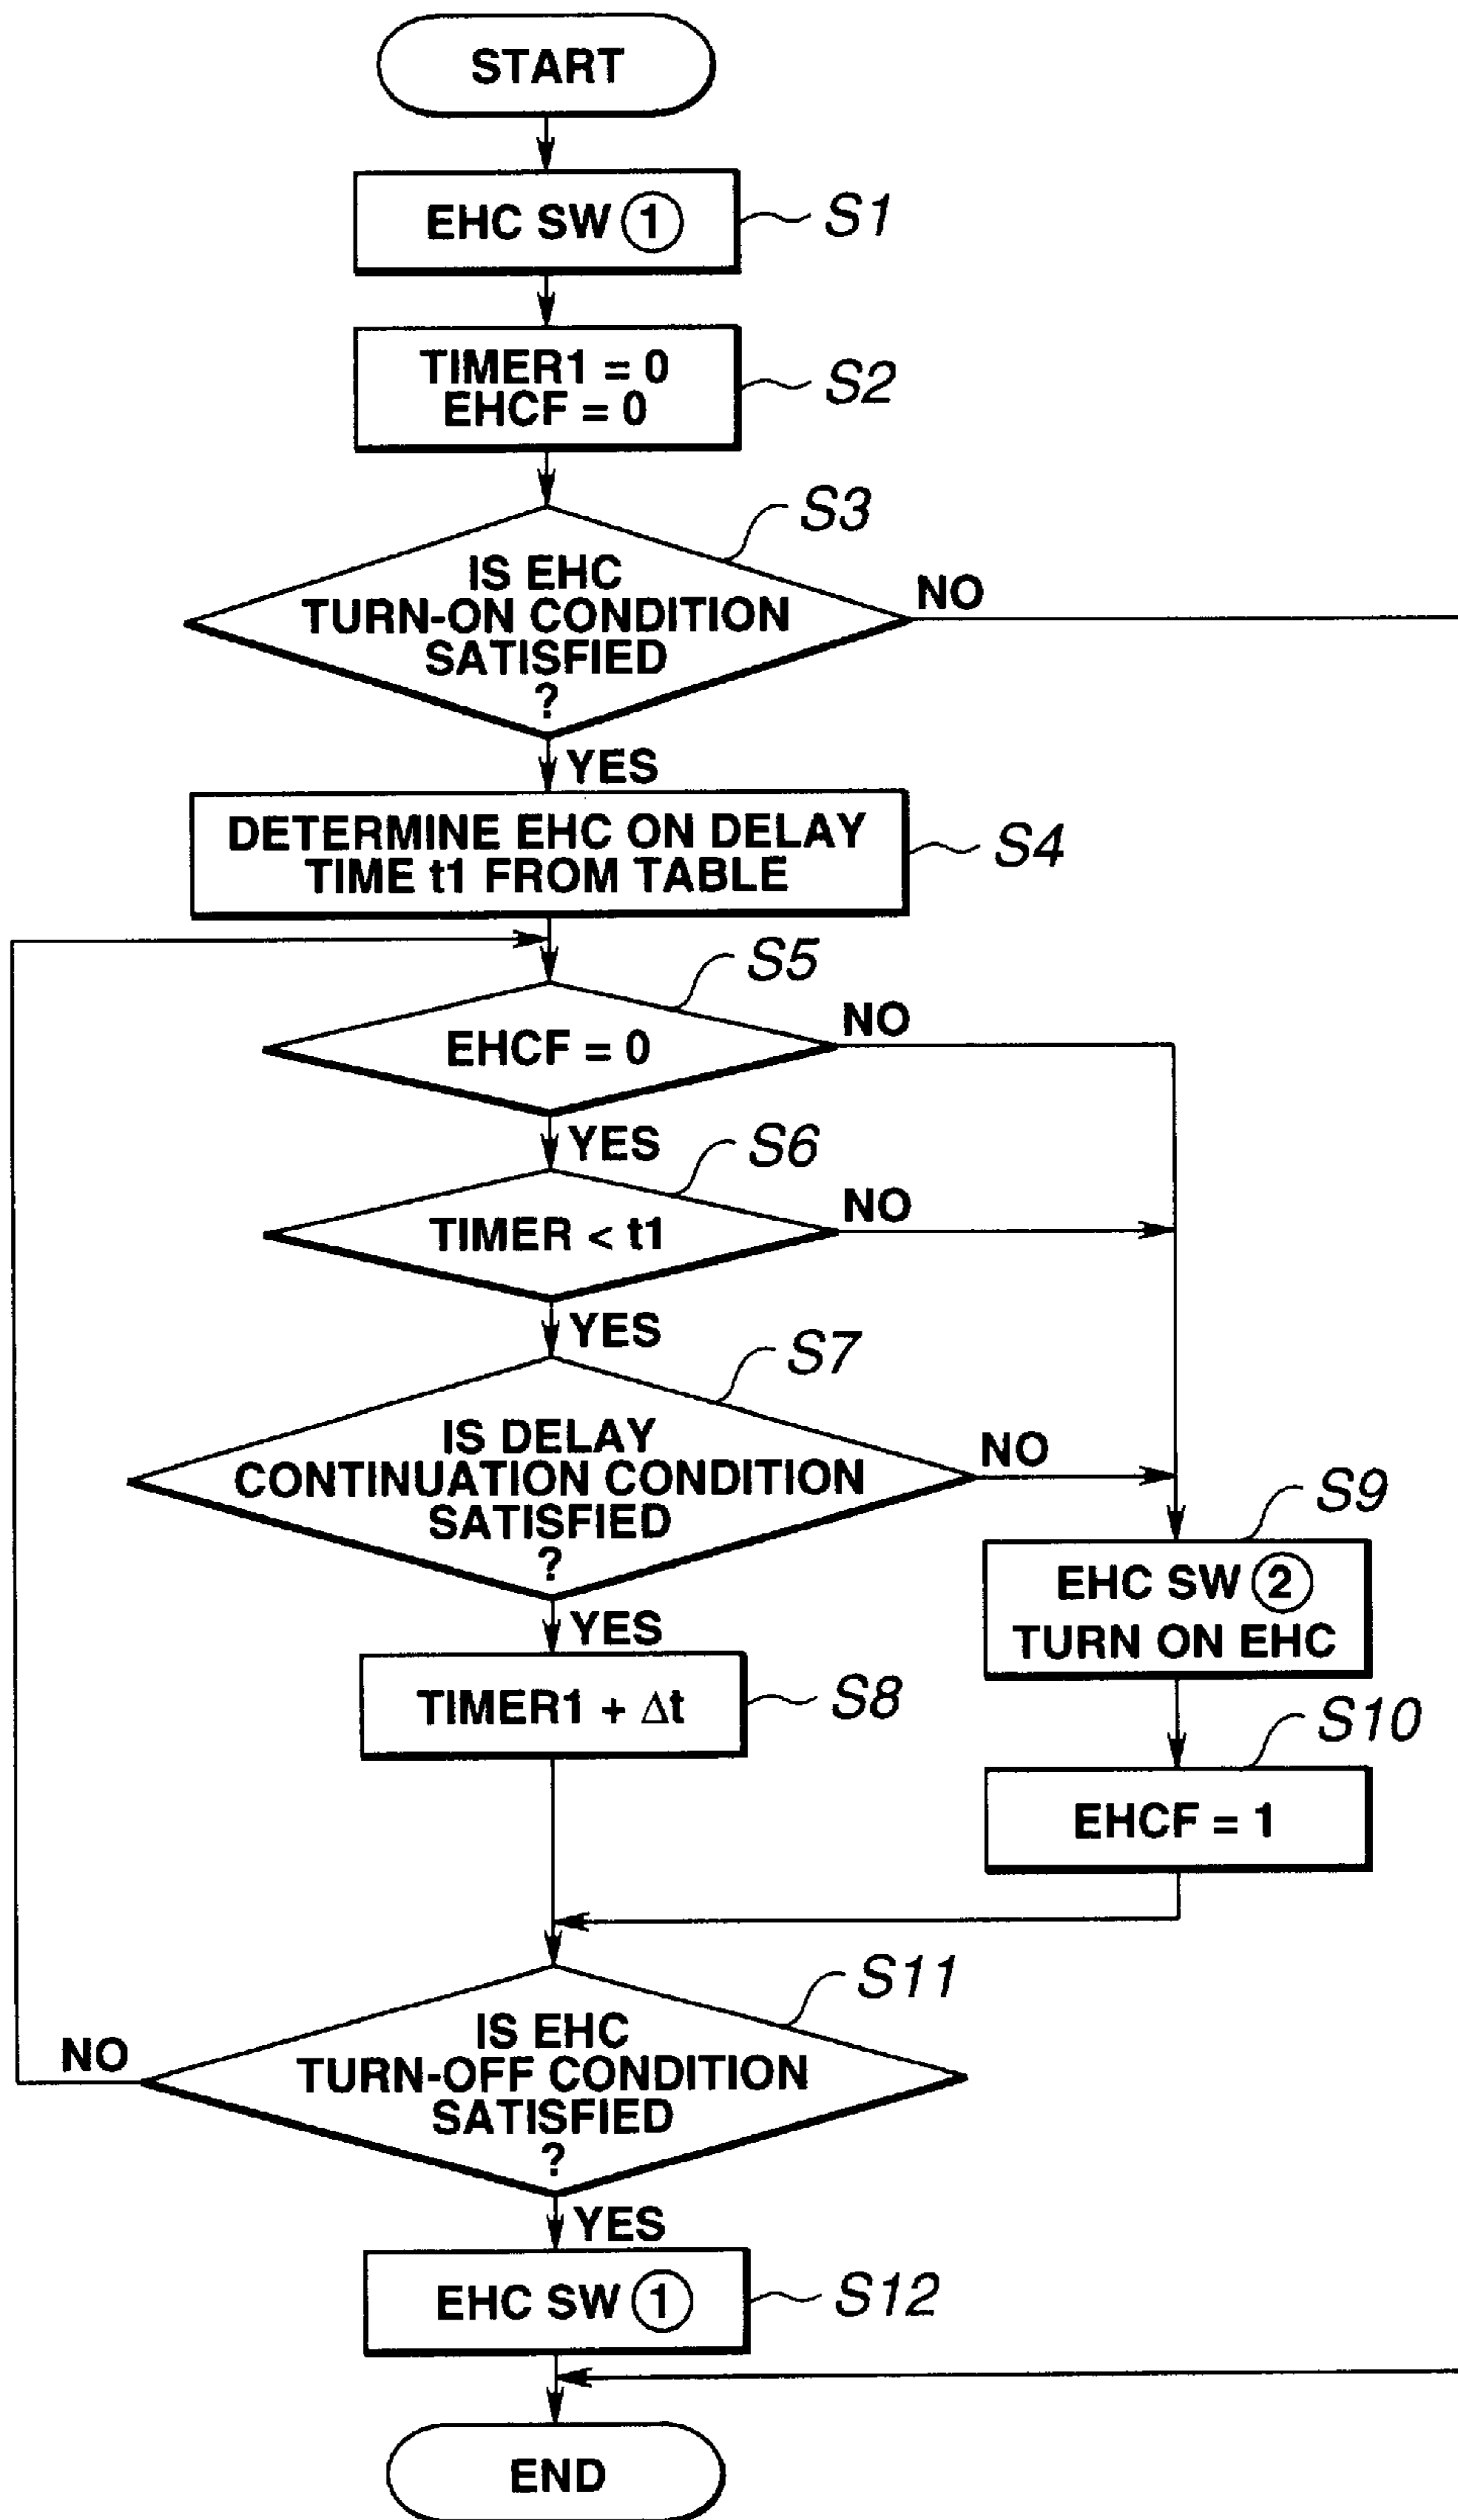 START
EHC SW ①
S1
TIMER1 = 0
EHCF = 0
S2
S3
IS EHC
TURN-ON CONDITION
SATISFIED
?
NO
YES
DETERMINE EHC ON DELAY
TIME t1 FROM TABLE
S4
S5
EHCF = 0
NO
YES
S6
TIMER < t1
NO
YES
S7
IS DELAY
CONTINUATION CONDITION
SATISFIED
?
NO
YES
S9
EHC SW ②
TURN ON EHC
TIMER1 + Δt
S8
S10
EHCF = 1
S11
IS EHC
TURN-OFF CONDITION
SATISFIED
?
NO
YES
EHC SW ①
S12
END